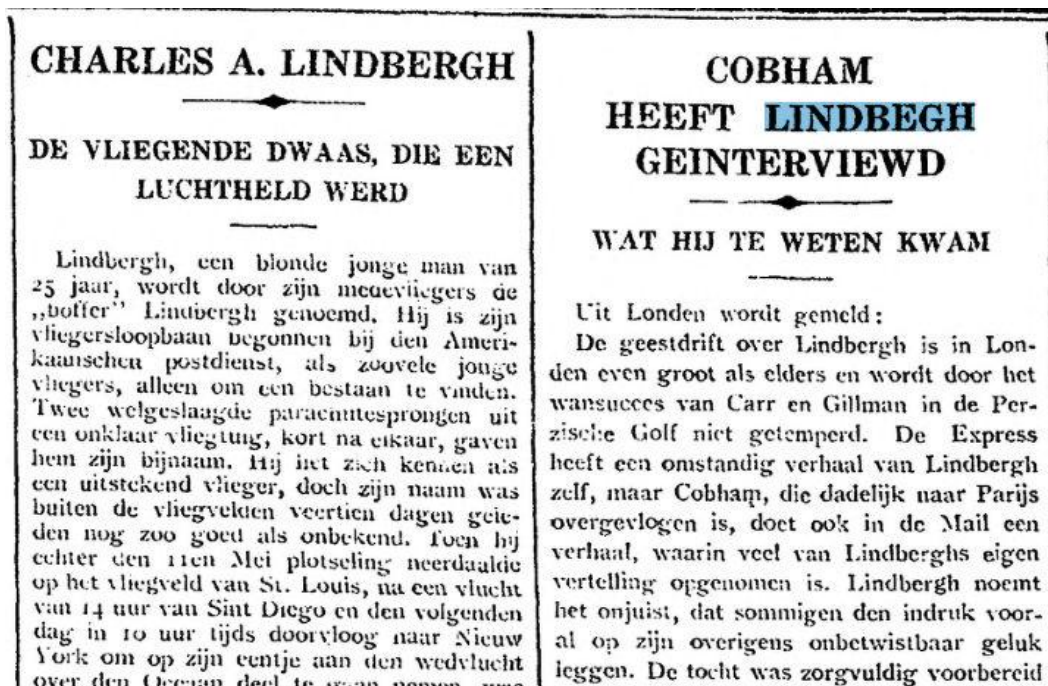 CHARLES A. LINDBERGH
DE VLIEGENDE DWAAS, DIE EEN
LUCHTHELD WERD
Lindbergh, een blonde jonge man van
25 jaar, wordt door zijn medevliegers de
„boffer" Lindbergh genoemd. Hij is zijn
vliegersloopbaan begonnen bij den Ameri-
kaanschen postdienst, als zoovele jonge
vliegers, alleen om een bestaan te vinden.
Twee welgeslaagde parachutesprongen uit
een onklaar vliegtuig, kort na elkaar, gaven
hem zijn bijnaam. Hij liet zich kennen als
een uitstekend vlieger, doch zijn naam was
buiten de vliegvelden veertien dagen gele-
den nog zoo goed als onbekend. Toen hij
echter den 11en Mei plotseling neerdaalde
op het vliegveld van St. Louis, na een vlucht
van 14 uur van Sint Diego en den volgenden
dag in 10 uur tijds doorvloog naar Nieuw
York om op zijn eentje aan den wedvlucht
over den Oceaan deel te gaan nemen,
COBHAM
HEEFT LINDBEGH
GEINTERVIEWD
WAT HIJ TE WETEN KWAM
Uit Londen wordt gemeld:
De geestdrift over Lindbergh is in Lon-
den even groot als elders en wordt door het
wansucces van Carr en Gillman in de Per-
zische Golf niet getemperd. De Express
heeft een omstandig verhaal van Lindbergh
zelf, maar Cobham, die dadelijk naar Parijs
overgevlogen is, doet ook in de Mail een
verhaal, waarin veel van Lindberghs eigen
vertelling opgenomen is. Lindbergh noemt
het onjuist, dat sommigen den indruk voor-
al op zijn overigens onbetwistbaar geluk
leggen. De tocht was zorgvuldig voorbereid